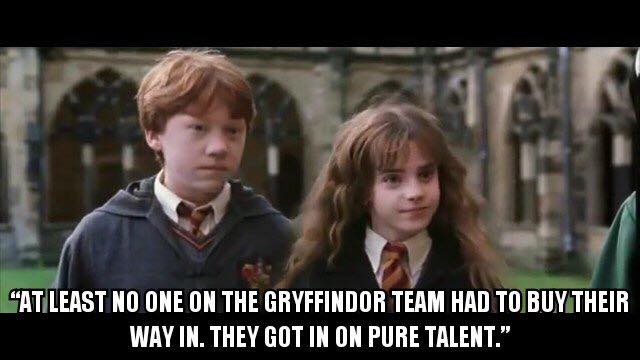 “AT LEAST NO ONE ON THE GRYFFINDOR TEAM HAD TO BUY THEIR
WAY IN. THEY GOT IN ON PURE TALENT.”